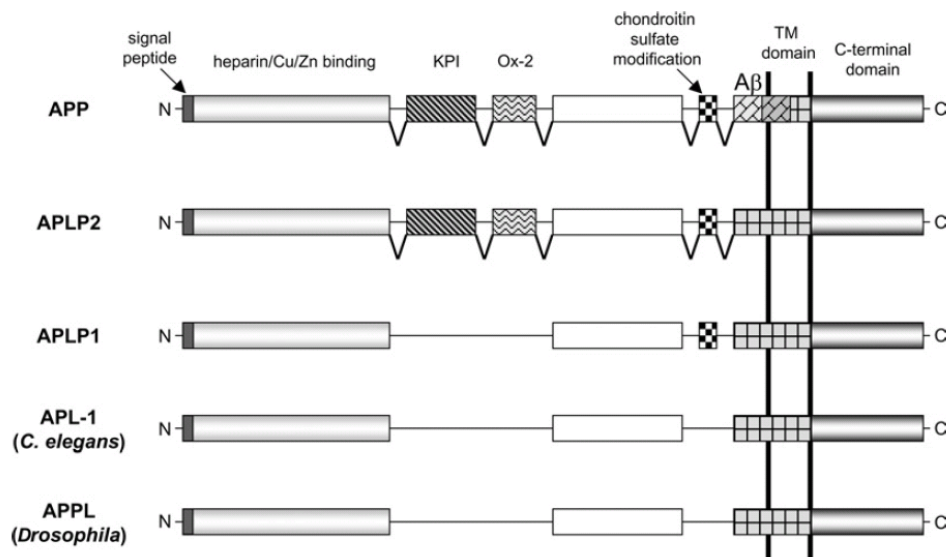 signal
peptide
heparin/Cu/Zn binding
KPI
Ox-2
chondroitin
sulfate
modification
Aβ
TM
domain
C-terminal
domain
APP
N
C
APLP2
N
C
APLP1
N
C
APL-1
(C. elegans)
N
C
APPL
(Drosophila)
N
C